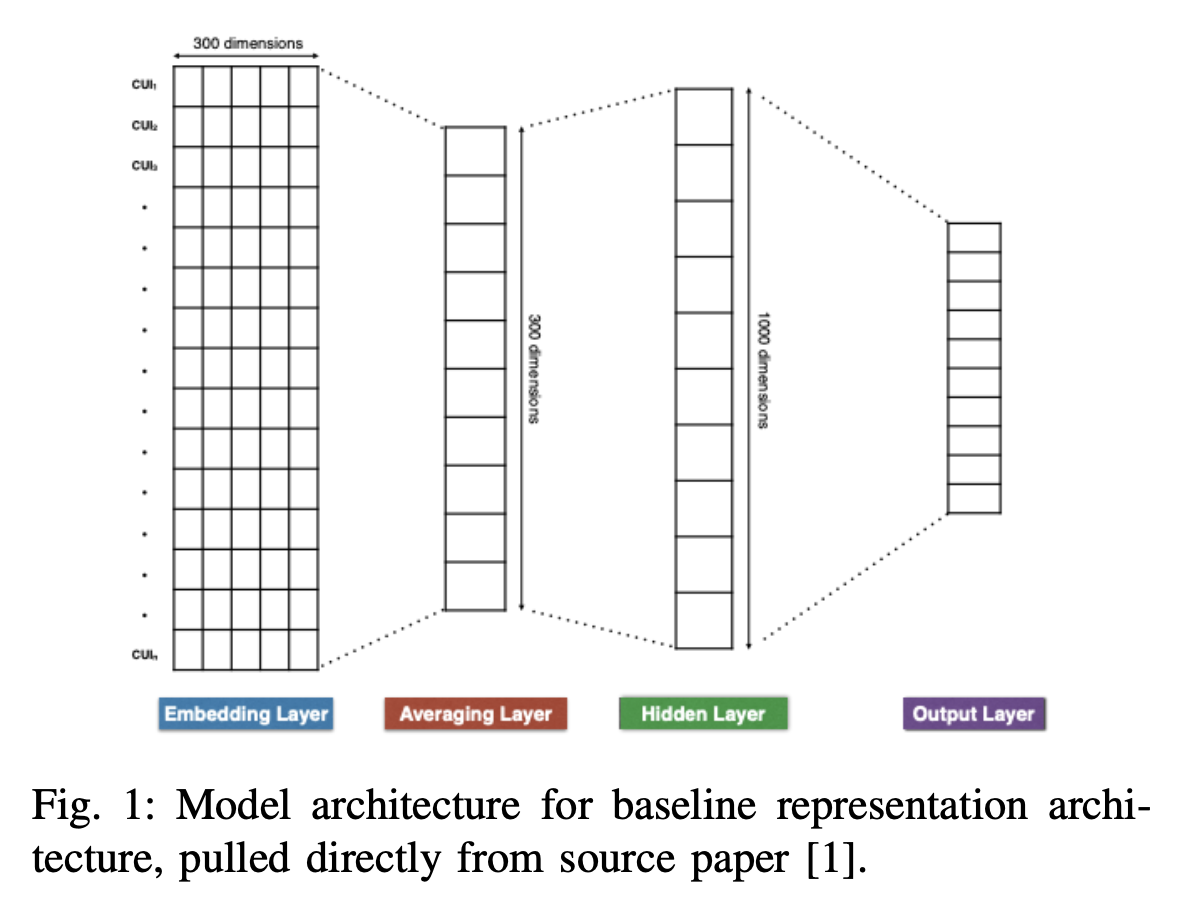 300 dimensions
CUI₁
CUI₂
CUI₃
CUIₙ
300 dimensions
1000 dimensions
Embedding Layer
Averaging Layer
Hidden Layer
Output Layer
Fig. 1: Model architecture for baseline representation archi-
tecture, pulled directly from source paper [1].